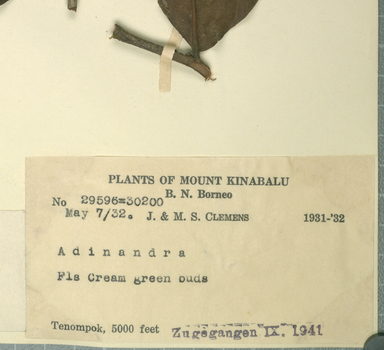 PLANTS OF MOUNT KINABALU
B. N. Borneo
No 29596=30200
May 7/32. J. & M. S. CLEMENS 1931-'32
Adinandra
Fls Cream green buds
Tenompok, 5000 feet Zugegangen IX. 1941